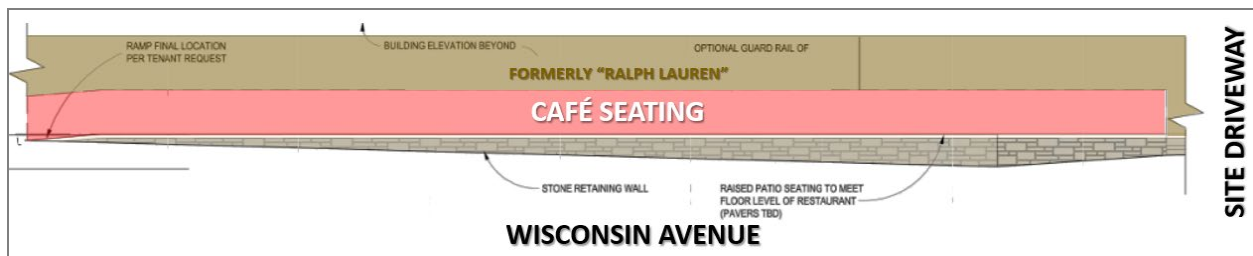 RAMP FINAL LOCATION
PER TENANT REQUEST
BUILDING ELEVATION BEYOND
OPTIONAL GUARD RAIL OF
FORMERLY “RALPH LAUREN”
CAFÉ SEATING
STONE RETAINING WALL
RAISED PATIO SEATING TO MEET
FLOOR LEVEL OF RESTAURANT
(PAVERS TBD)
WISCONSIN AVENUE
SITE DRIVEWAY